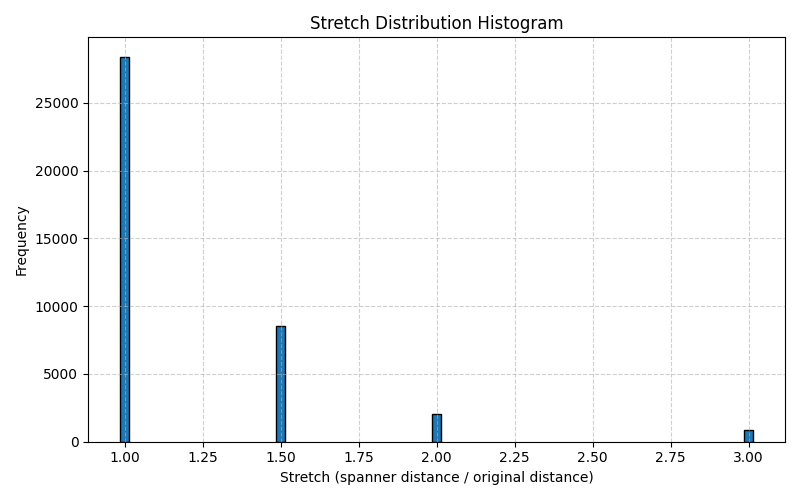 Stretch Distribution Histogram
Frequency
25000
20000
15000
10000
5000
0
1.00 1.25 1.50 1.75 2.00 2.25 2.50 2.75 3.00
Stretch (spanner distance / original distance)